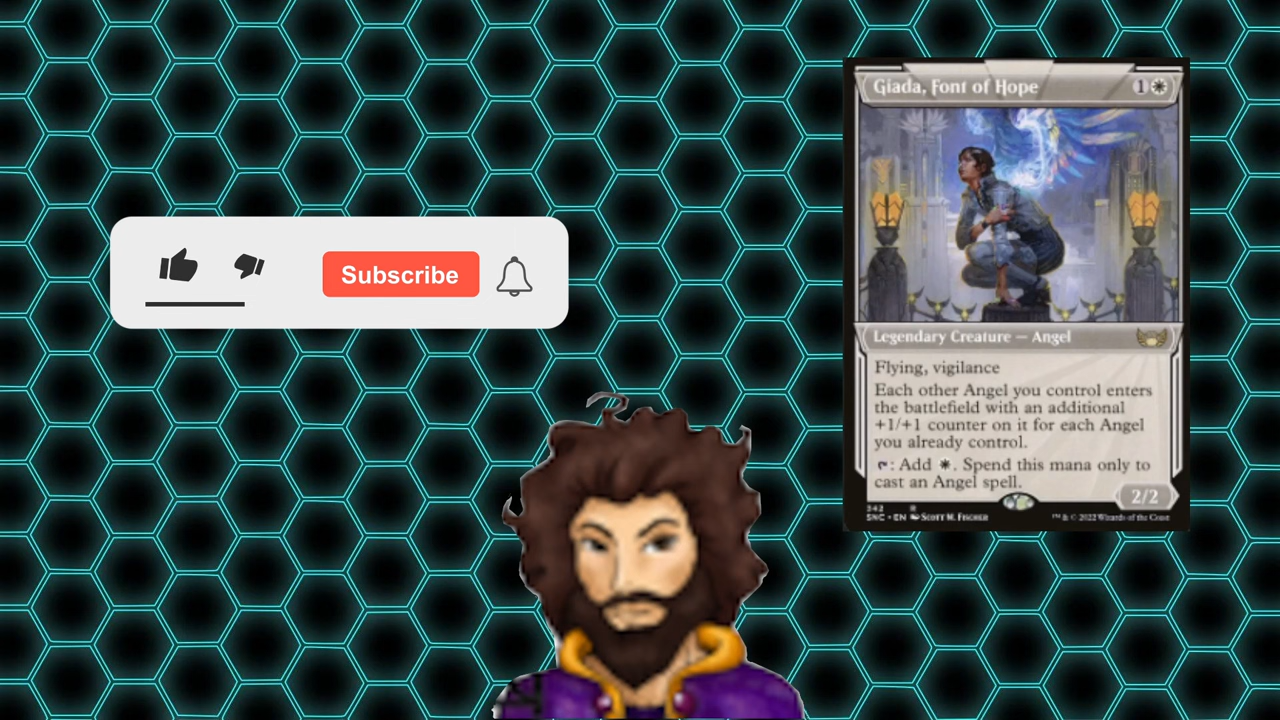 Subscribe
Giada, Font of Hope 1
Legendary Creature — Angel
Flying, vigilance
Each other Angel you control enters
the battlefield with an additional
+1/+1 counter on it for each Angel
you already control.
: Add . Spend this mana only to
cast an Angel spell.
2/2
342 R
SNC • EN Scott M. Fischer ™ & © 2022 Wizards of the Coast